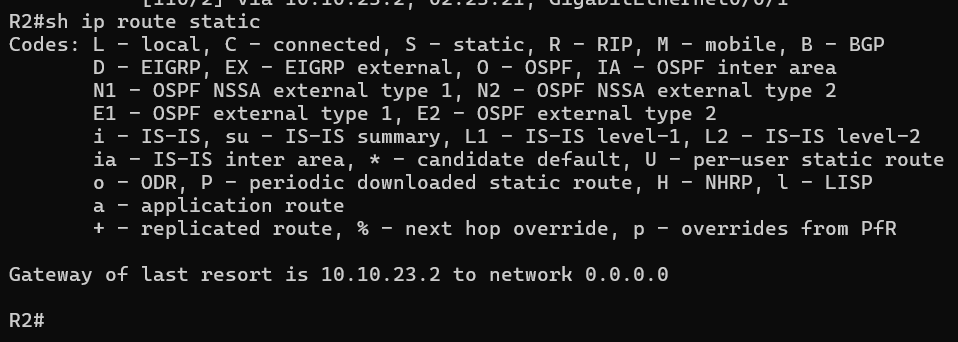 [110/2] via 10.10.23.2, 02:23:21, GigabitEthernet0/0/1
R2#sh ip route static
Codes: L - local, C - connected, S - static, R - RIP, M - mobile, B - BGP
D - EIGRP, EX - EIGRP external, O - OSPF, IA - OSPF inter area
N1 - OSPF NSSA external type 1, N2 - OSPF NSSA external type 2
E1 - OSPF external type 1, E2 - OSPF external type 2
i - IS-IS, su - IS-IS summary, L1 - IS-IS level-1, L2 - IS-IS level-2
ia - IS-IS inter area, * - candidate default, U - per-user static route
o - ODR, P - periodic downloaded static route, H - NHRP, l - LISP
a - application route
+ - replicated route, % - next hop override, p - overrides from PfR
Gateway of last resort is 10.10.23.2 to network 0.0.0.0
R2#